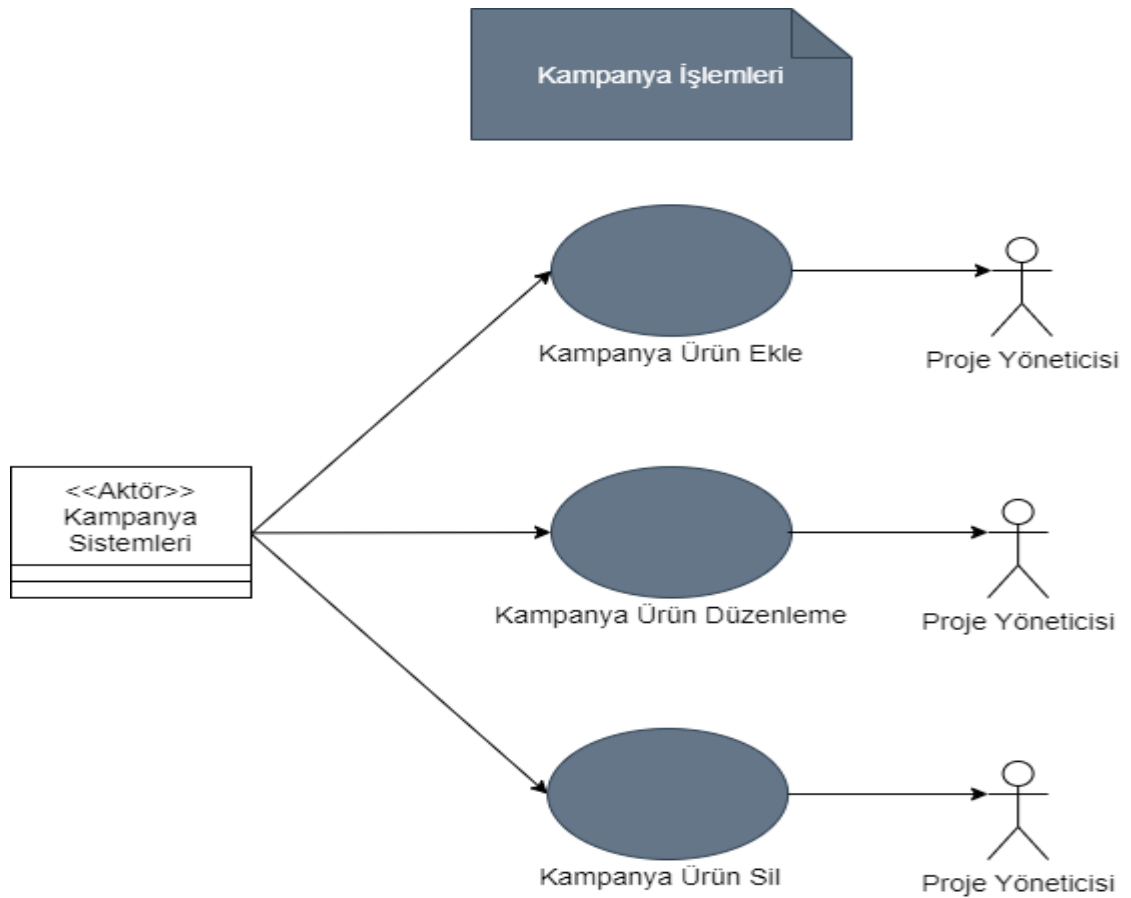 Kampanya İşlemleri
Kampanya Ürün Ekle
Proje Yöneticisi
<<Aktör>>
Kampanya
Sistemleri
Kampanya Ürün Düzenleme
Proje Yöneticisi
Kampanya Ürün Sil
Proje Yöneticisi